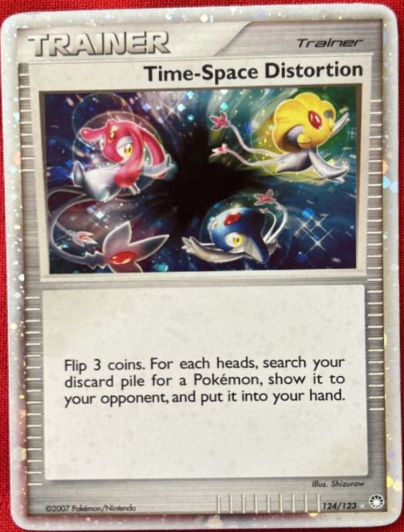 TRAINER
Trainer
Time-Space Distortion
Flip 3 coins. For each heads, search your
discard pile for a Pokémon, show it to
your opponent, and put it into your hand.
Illus. Shizurow
©2007 Pokémon/Nintendo
124/123